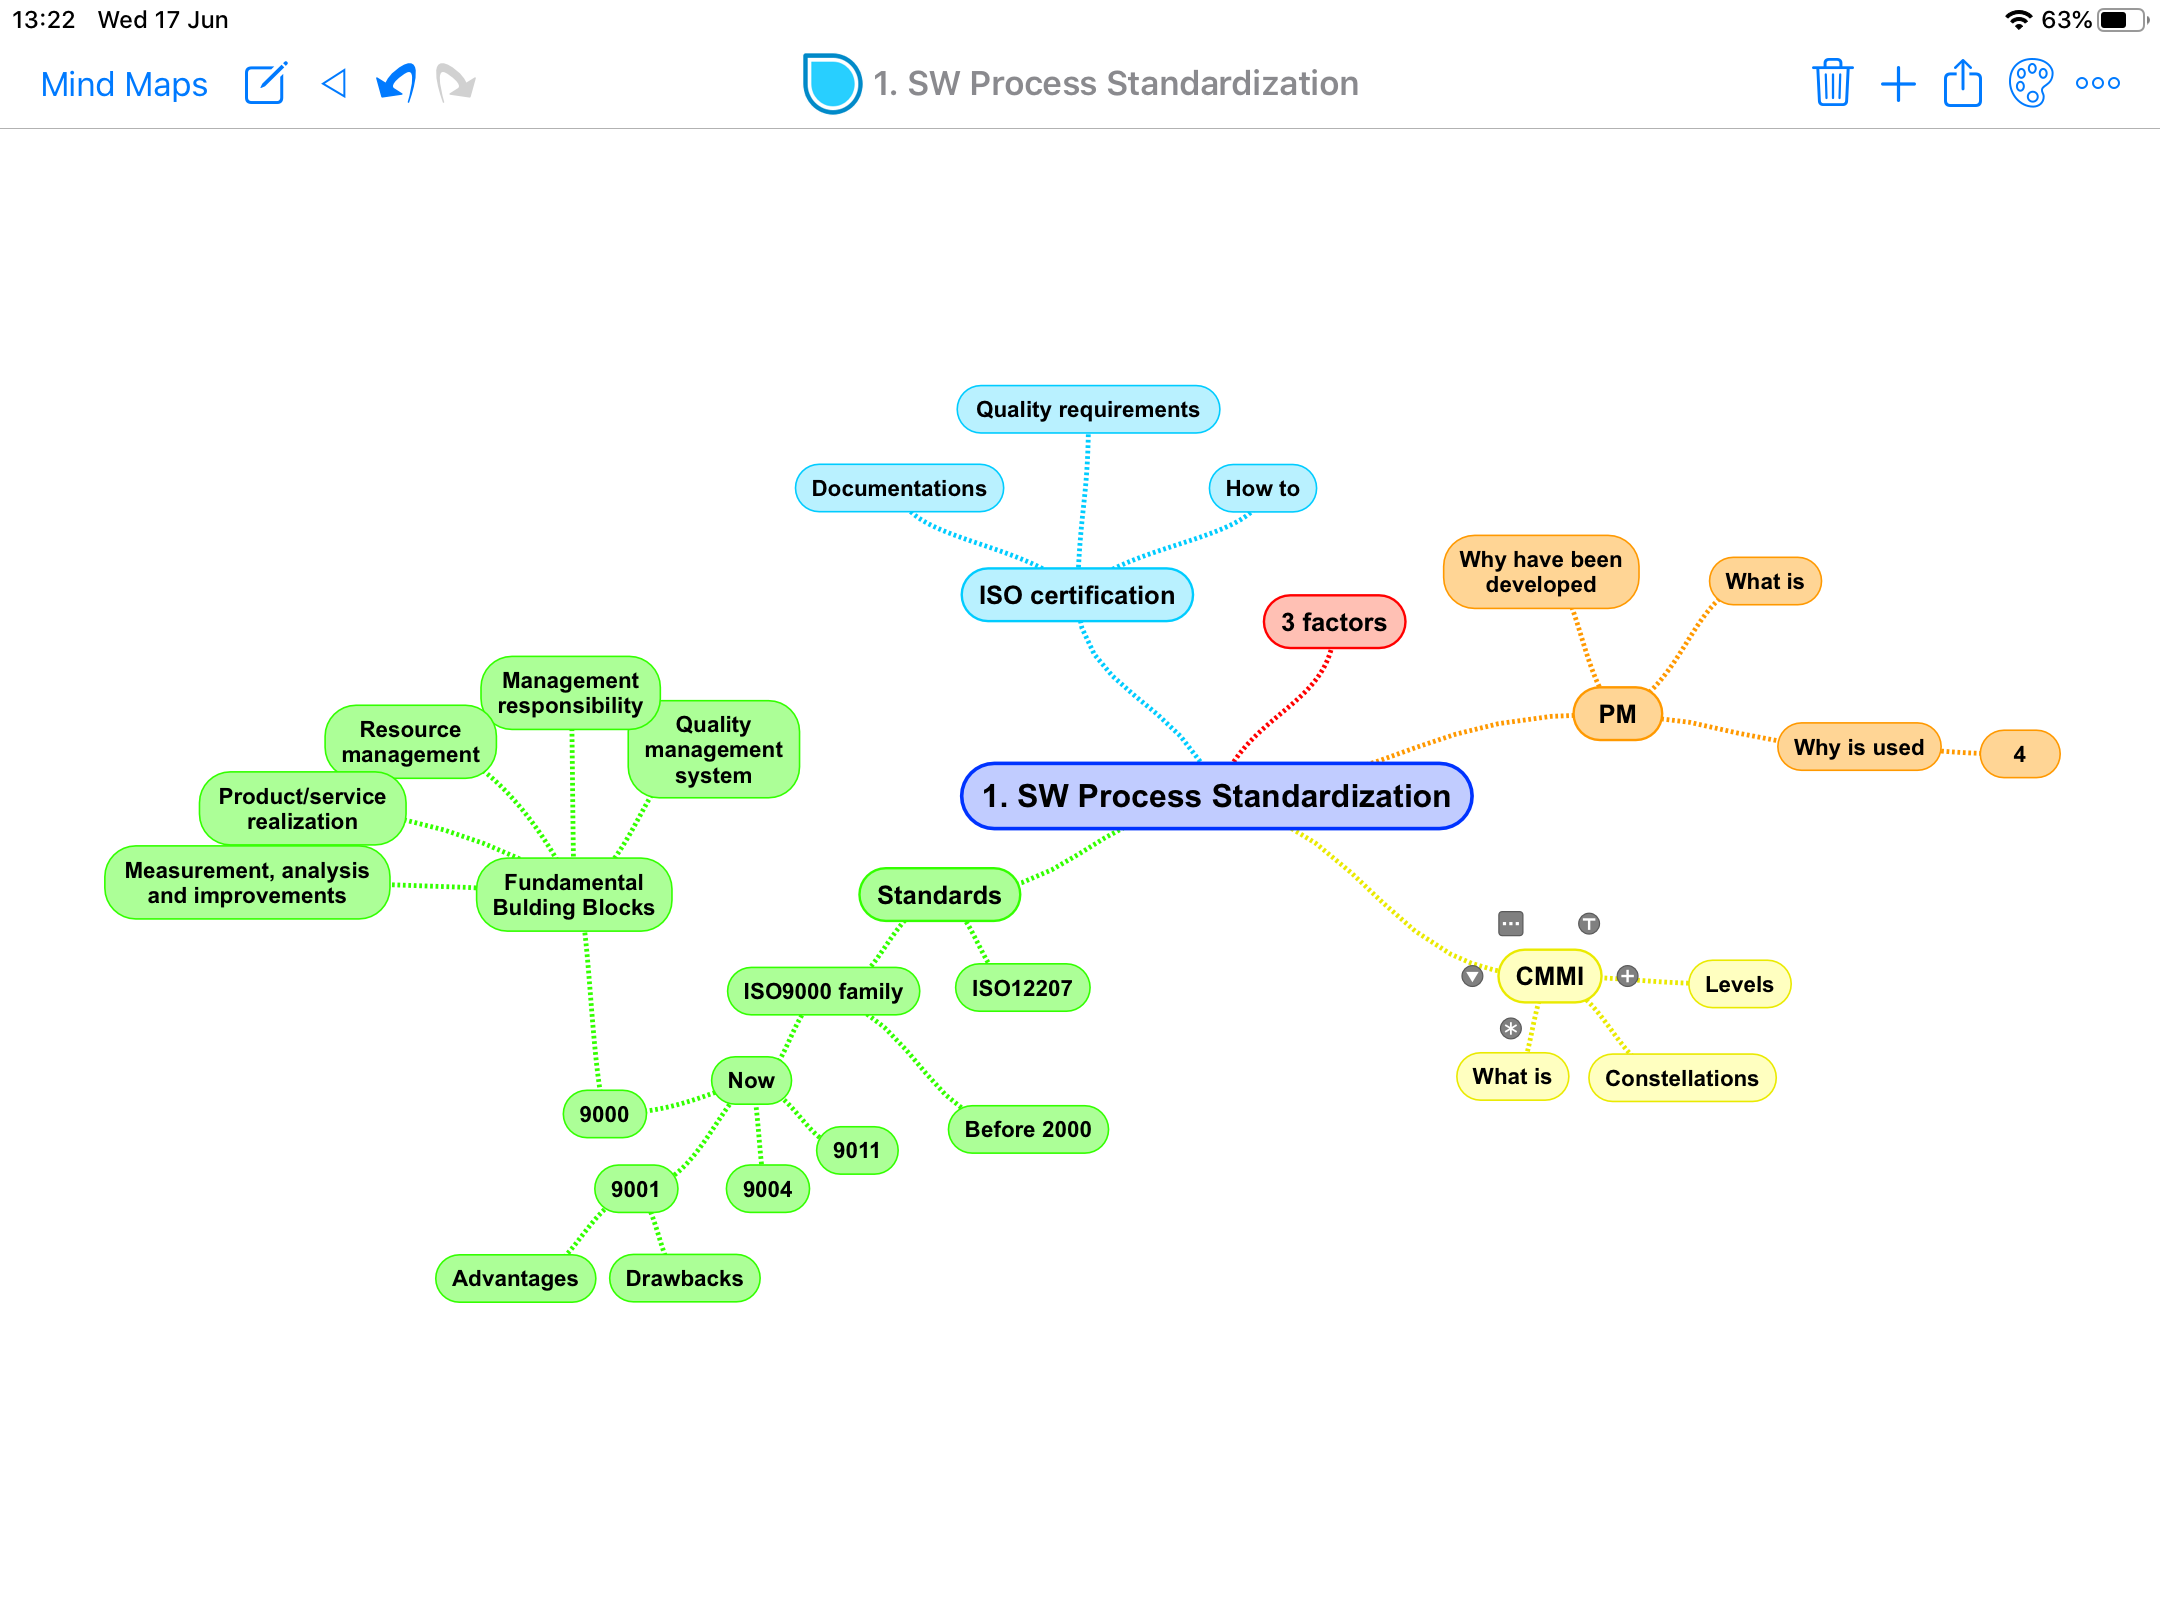 13:22 Wed 17 Jun
63%
Mind Maps
1. SW Process Standardization
Quality requirements
Documentations
How to
ISO certification
3 factors
Why have been
developed
What is
PM
Why is used
4
Management
responsibility
Resource
management
Quality
management
system
Product/service
realization
Measurement, analysis
and improvements
Fundamental
Bulding Blocks
1. SW Process Standardization
Standards
ISO9000 family
ISO12207
CMMI
Levels
What is
Constellations
Now
9000
Before 2000
9011
9001
9004
Advantages
Drawbacks